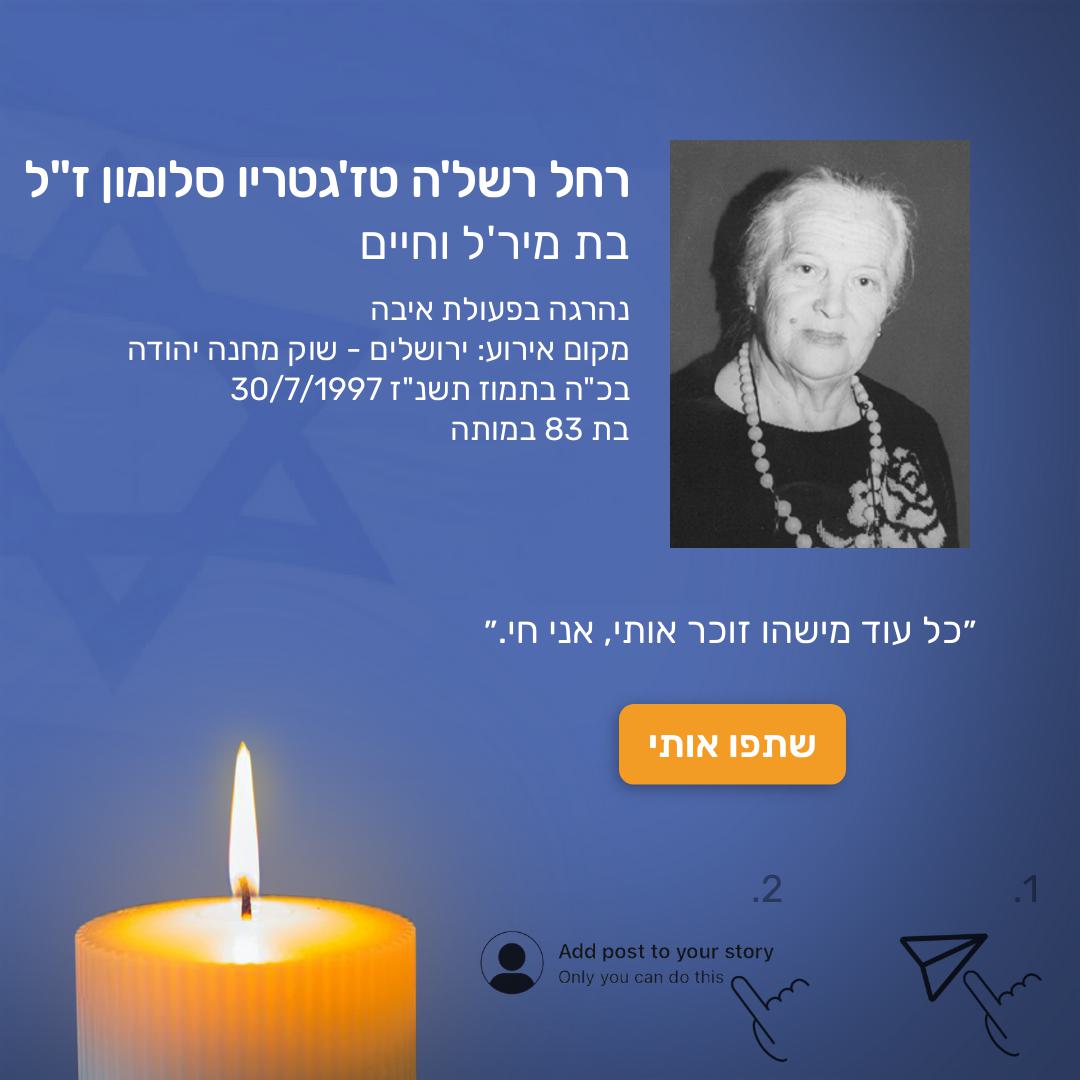 רחל רשל'ה טז'גטריו סלומון ז"ל
בת מיר'ל וחיים
נהרגה בפעולת איבה
מקום אירוע: ירושלים - שוק מחנה יהודה
בכ"ה בתמוז תשנ"ז 30/7/1997
בת 83 במותה
״כל עוד מישהו זוכר אותי, אני חי.״
שתפו אותי
1.
2.
Add post to your story
Only you can do this